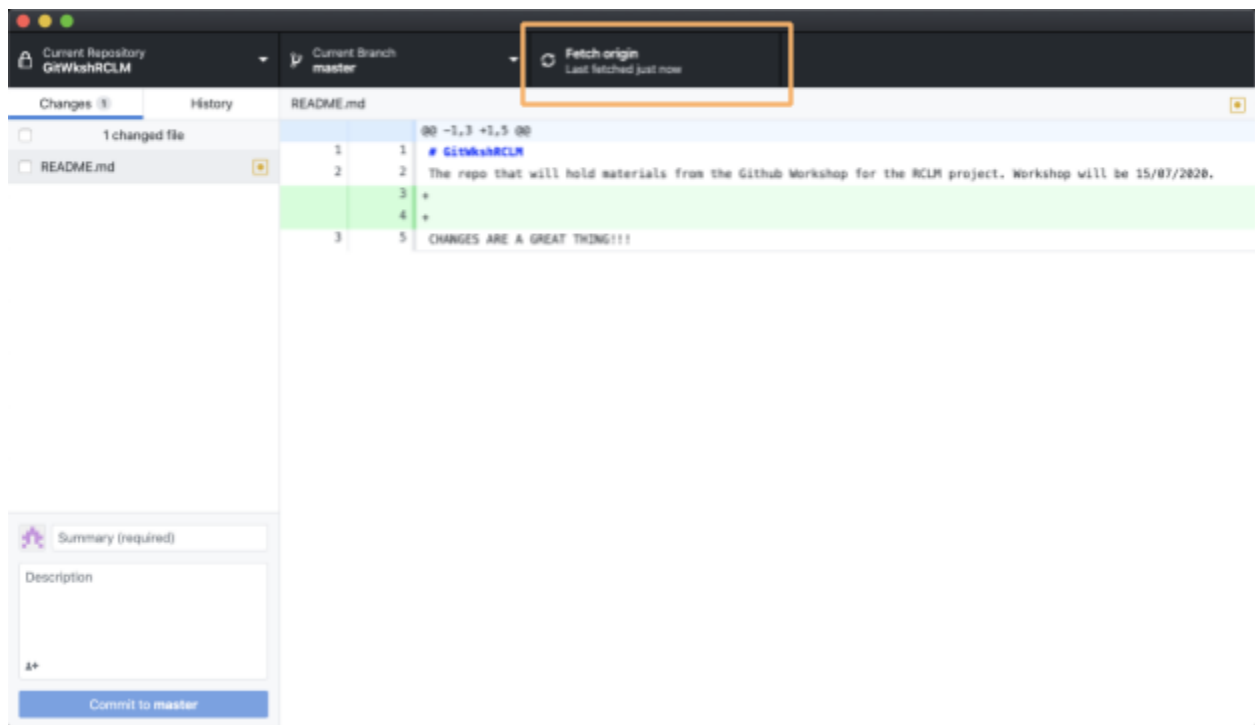 Current Repository
GitWkshRCLM
Current Branch
master
Fetch origin
Last fetched just now
Changes 1
History
README.md
1 changed file
README.md
@@ -1,3 +1,5 @@
1 1 # GitWkshRCLM
2 2 The repo that will hold materials from the Github Workshop for the RCLM project. Workshop will be 15/07/2020.
3 +
4 +
3 5 CHANGES ARE A GREAT THING!!!
Summary (required)
Description
Commit to master